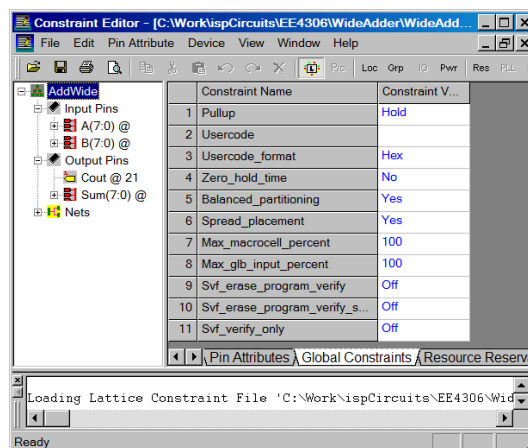 Constraint Editor - [C:\Work\ispCircuits\EE4306\WideAdder\WideAdd...
File Edit Pin Attribute Device View Window Help
Prc Loc Grp IO Pwr Res PLL
AddWide
Input Pins
A(7:0) @
B(7:0) @
Output Pins
Cout @ 21
Sum(7:0) @
Nets
Constraint Name Constraint V...
1 Pullup Hold
2 Usercode
3 Usercode_format Hex
4 Zero_hold_time No
5 Balanced_partitioning Yes
6 Spread_placement Yes
7 Max_macrocell_percent 100
8 Max_glb_input_percent 100
9 Svf_erase_program_verify Off
10 Svf_erase_program_verify_s... Off
11 Svf_verify_only Off
Pin Attributes Global Constraints Resource Reserva
Loading Lattice Constraint File 'C:\Work\ispCircuits\EE4306\Wid
Ready